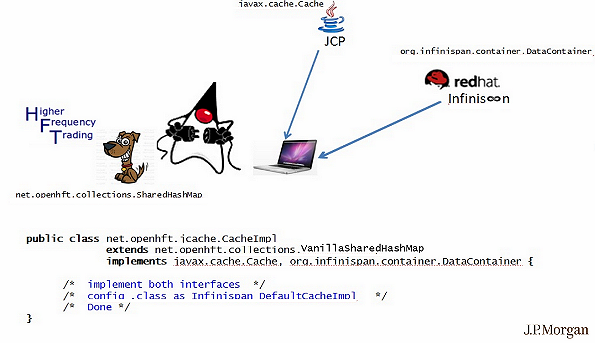 javax.cache.Cache
JCP
org.infinispan.container.DataContainer
redhat.
Infinis∞n
Higher
Frequency
Trading
net.openhft.collections.SharedHashMap
public class net.openhft.jcache.CacheImpl
extends net.openhft.collections.VanillaSharedHashMap
implements javax.cache.Cache, org.infinispan.container.DataContainer {
/* implement both interfaces */
/* config .class as Infinispan DefaultCacheImpl */
/* Done */
}
J.P.Morgan